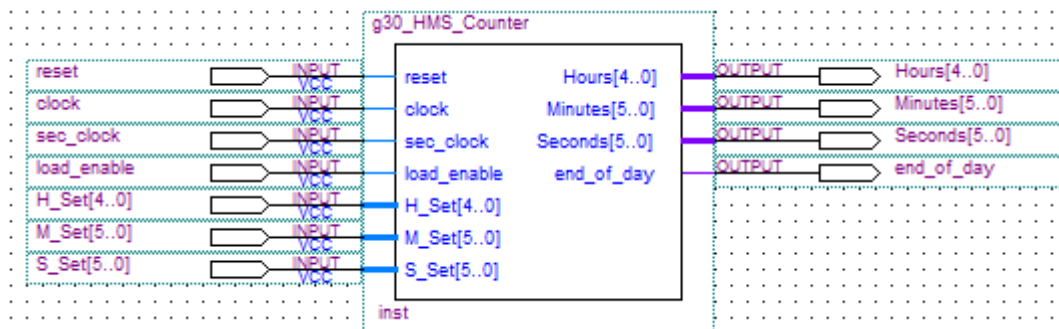 g30_HMS_Counter
reset INPUT VCC reset Hours[4..0] OUTPUT Hours[4..0]
clock INPUT VCC clock Minutes[5..0] OUTPUT Minutes[5..0]
sec_clock INPUT VCC sec_clock Seconds[5..0] OUTPUT Seconds[5..0]
load_enable INPUT VCC load_enable end_of_day OUTPUT end_of_day
H_Set[4..0] INPUT VCC H_Set[4..0]
M_Set[5..0] INPUT VCC M_Set[5..0]
S_Set[5..0] INPUT VCC S_Set[5..0]
inst